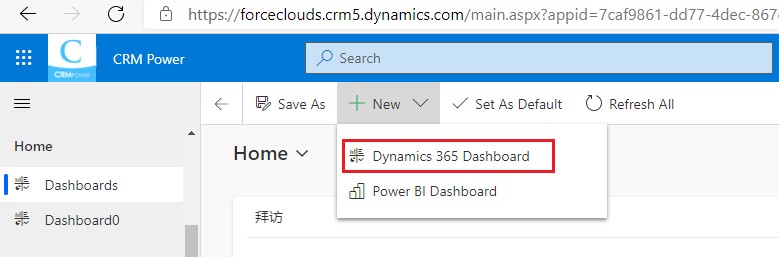 https://forceclouds.crm5.dynamics.com/main.aspx?appid=7caf9861-dd77-4dec-867
C
CRMPower
CRM Power
Search
Save As
New
Set As Default
Refresh All
Home
Dashboards
Dashboard0
Home
Dynamics 365 Dashboard
Power BI Dashboard
拜访